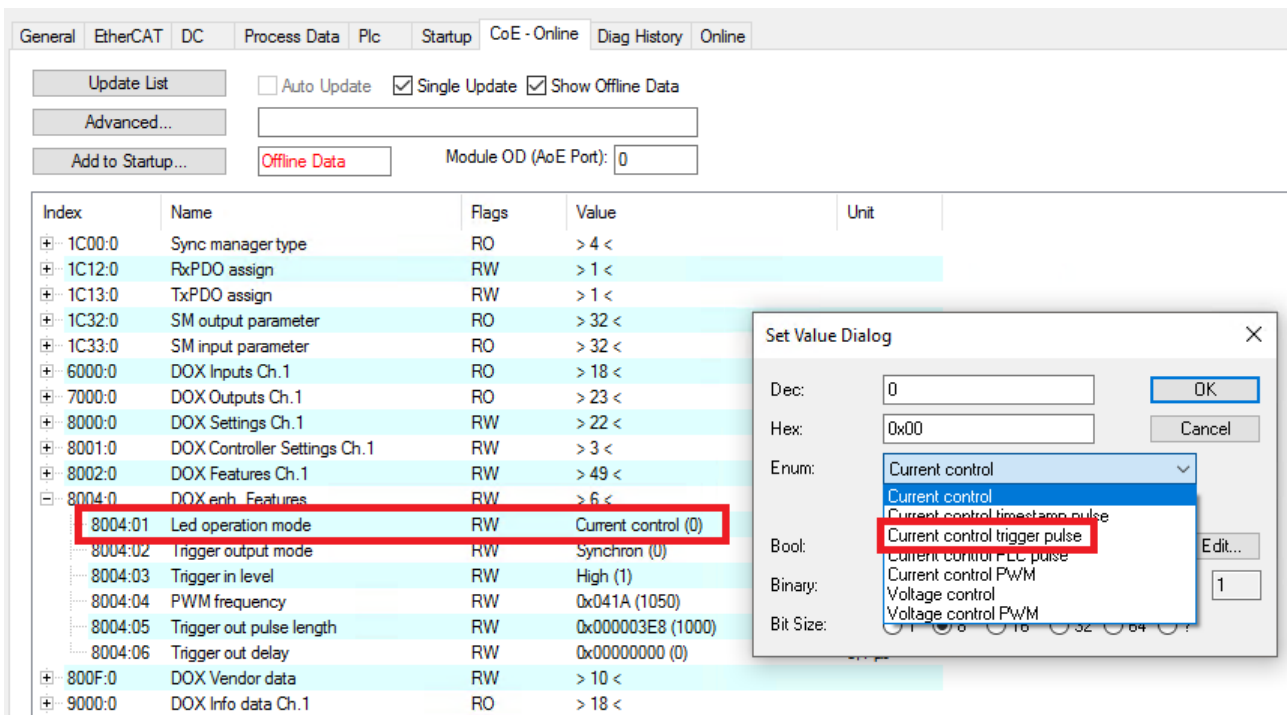 General EtherCAT DC Process Data Plc Startup CoE - Online Diag History Online
Update List Auto Update Single Update Show Offline Data
Advanced...
Add to Startup... Offline Data Module OD (AoE Port): 0
Index Name Flags Value Unit
1C00:0 Sync manager type RO > 4 <
1C12:0 RxPDO assign RW > 1 <
1C13:0 TxPDO assign RW > 1 <
1C32:0 SM output parameter RO > 32 <
1C33:0 SM input parameter RO > 32 <
6000:0 DOX Inputs Ch.1 RO > 18 <
7000:0 DOX Outputs Ch.1 RO > 23 <
8000:0 DOX Settings Ch.1 RW > 22 <
8001:0 DOX Controller Settings Ch.1 RW > 3 <
8002:0 DOX Features Ch.1 RW > 49 <
8004:0 DOX enh. Features RW > 6 <
8004:01 Led operation mode RW Current control (0)
8004:02 Trigger output mode RW Synchron (0)
8004:03 Trigger in level RW High (1)
8004:04 PWM frequency RW 0x041A (1050)
8004:05 Trigger out pulse length RW 0x000003E8 (1000)
8004:06 Trigger out delay RW 0x00000000 (0)
800F:0 DOX Vendor data RW > 10 <
9000:0 DOX Info data Ch.1 RO > 18 <
Set Value Dialog
Dec: 0 OK
Hex: 0x00 Cancel
Enum: Current control
Current control
Current control timestamp pulse
Current control trigger pulse
Current control PLC pulse
Current control PWM
Voltage control
Voltage control PWM
Bool: Edit...
Binary: 1
Bit Size: 1 8 16 32 64 ?